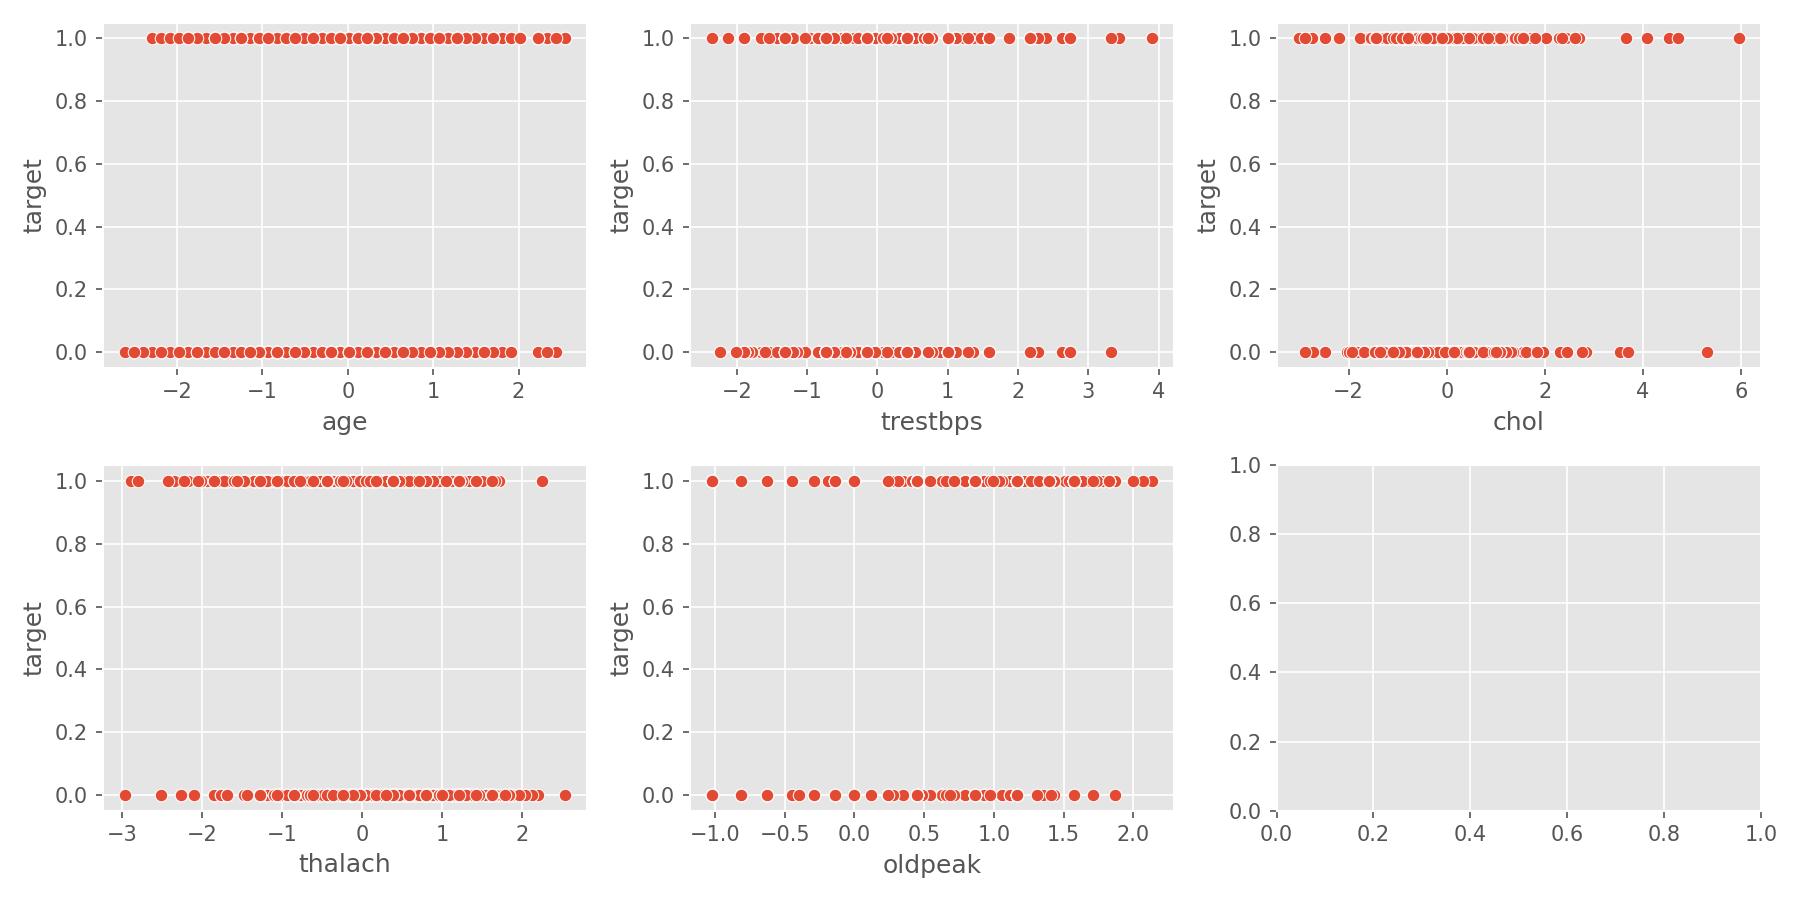 1.0 1.0 1.0
0.8 0.8 0.8
0.6 0.6 0.6
target target target
0.4 0.4 0.4
0.2 0.2 0.2
0.0 0.0 0.0
−2 −1 0 1 2 −2 −1 0 1 2 3 4 −2 0 2 4 6
age trestbps chol
1.0 1.0 1.0
0.8 0.8 0.8
0.6 0.6 0.6
target target
0.4 0.4 0.4
0.2 0.2 0.2
0.0 0.0 0.0
−3 −2 −1 0 1 2 −1.0 −0.5 0.0 0.5 1.0 1.5 2.0 0.0 0.2 0.4 0.6 0.8 1.0
thalach oldpeak